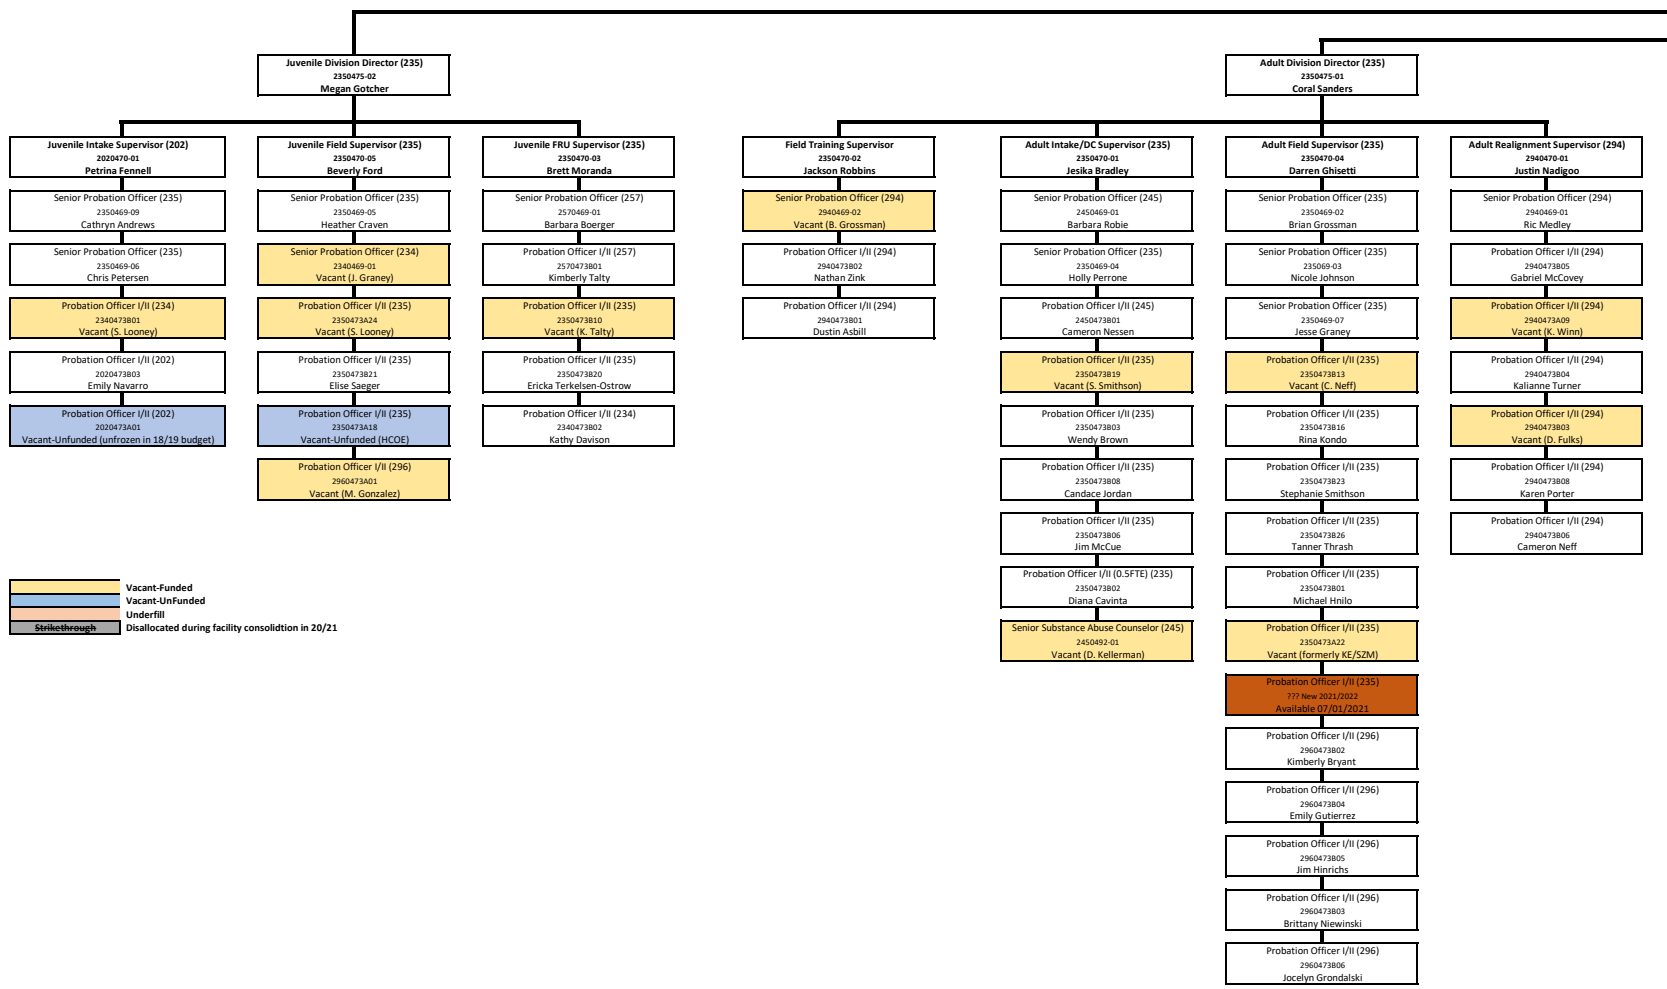 Juvenile Division Director (235)
2350475-02
Megan Gotcher
Adult Division Director (235)
2350475-01
Coral Sanders
Juvenile Intake Supervisor (202)
2020470-01
Petrina Fennell
Senior Probation Officer (235)
2350469-09
Cathryn Andrews
Senior Probation Officer (235)
2350469-06
Chris Petersen
Probation Officer I/II (234)
2340473B01
Vacant (S. Looney)
Probation Officer I/II (202)
2020473B03
Emily Navarro
Probation Officer I/II (202)
2020473A01
Vacant-Unfunded (unfrozen in 18/19 budget)
Juvenile Field Supervisor (235)
2350470-05
Beverly Ford
Senior Probation Officer (235)
2350469-05
Heather Craven
Senior Probation Officer (234)
2340469-01
Vacant (J. Graney)
Probation Officer I/II (235)
2350473A24
Vacant (S. Looney)
Probation Officer I/II (235)
2350473B21
Elise Saeger
Probation Officer I/II (235)
2350473A18
Vacant-Unfunded (HCOE)
Probation Officer I/II (296)
2960473A01
Vacant (M. Gonzalez)
Juvenile FRU Supervisor (235)
2350470-03
Brett Moranda
Senior Probation Officer (257)
2570469-01
Barbara Boerger
Probation Officer I/II (257)
2570473B01
Kimberly Talty
Probation Officer I/II (235)
2350473B10
Vacant (K. Talty)
Probation Officer I/II (235)
2350473B20
Ericka Terkelsen-Ostrow
Probation Officer I/II (234)
2340473B02
Kathy Davison
Field Training Supervisor
2350470-02
Jackson Robbins
Senior Probation Officer (294)
2940469-02
Vacant (B. Grossman)
Probation Officer I/II (294)
2940473B02
Nathan Zink
Probation Officer I/II (294)
2940473B01
Dustin Asbill
Adult Intake/DC Supervisor (235)
2350470-01
Jesika Bradley
Senior Probation Officer (245)
2450469-01
Barbara Robie
Senior Probation Officer (235)
2350469-04
Holly Perrone
Probation Officer I/II (245)
2450473B01
Cameron Nessen
Probation Officer I/II (235)
2350473B19
Vacant (S. Smithson)
Probation Officer I/II (235)
2350473B03
Wendy Brown
Probation Officer I/II (235)
2350473B08
Candace Jordan
Probation Officer I/II (235)
2350473B06
Jim McCue
Probation Officer I/II (0.5FTE) (235)
2350473B02
Diana Cavinta
Senior Substance Abuse Counselor (245)
2450492-01
Vacant (D. Kellerman)
Adult Field Supervisor (235)
2350470-04
Darren Ghisetti
Senior Probation Officer (235)
2350469-02
Brian Grossman
Senior Probation Officer (235)
235069-03
Nicole Johnson
Senior Probation Officer (235)
2350469-07
Jesse Graney
Probation Officer I/II (235)
2350473B13
Vacant (C. Neff)
Probation Officer I/II (235)
2350473B16
Rina Kondo
Probation Officer I/II (235)
2350473B23
Stephanie Smithson
Probation Officer I/II (235)
2350473B26
Tanner Thrash
Probation Officer I/II (235)
2350473B01
Michael Hnilo
Probation Officer I/II (235)
2350473A22
Vacant (formerly KE/SZM)
Probation Officer I/II (235)
??? New 2021/2022
Available 07/01/2021
Probation Officer I/II (296)
2960473B02
Kimberly Bryant
Probation Officer I/II (296)
2960473B04
Emily Gutierrez
Probation Officer I/II (296)
2960473B05
Jim Hinrichs
Probation Officer I/II (296)
2960473B03
Brittany Niewinski
Probation Officer I/II (296)
2960473B06
Jocelyn Grondalski
Adult Realignment Supervisor (294)
2940470-01
Justin Nadigoo
Senior Probation Officer (294)
2940469-01
Ric Medley
Probation Officer I/II (294)
2940473B05
Gabriel McCovey
Probation Officer I/II (294)
2940473A09
Vacant (K. Winn)
Probation Officer I/II (294)
2940473B04
Kalianne Turner
Probation Officer I/II (294)
2940473B03
Vacant (D. Fulks)
Probation Officer I/II (294)
2940473B08
Karen Porter
Probation Officer I/II (294)
2940473B06
Cameron Neff
Vacant-Funded
Vacant-UnFunded
Underfill
Strikethrough Disallocated during facility consolidtion in 20/21